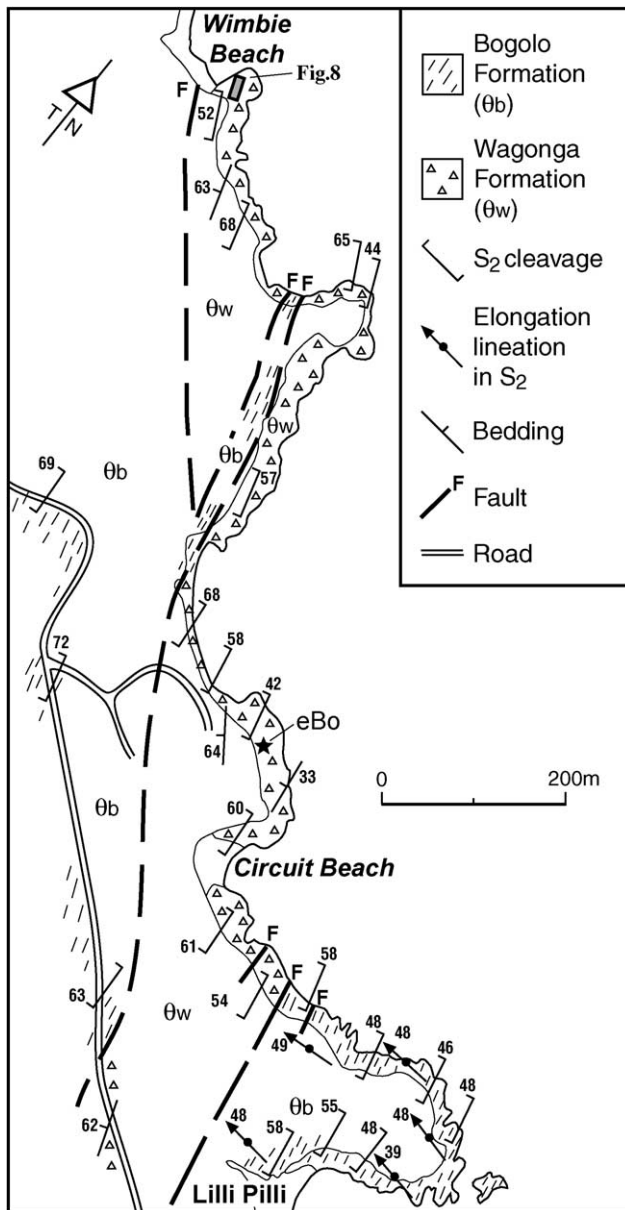 Wimbie
Beach
Fig.8
F
T N
52
63
68
65
44
F F
θw
θw
θb
57
69
θb
68
72
58
42
eBo
64
33
0
200m
60
θb
Circuit Beach
61
F
F
58
F
54
63
θw
49
48
48
46
48
48
θb
55
48
48
62
58
39
Lilli Pilli
Bogolo
Formation
(θb)
Wagonga
Formation
(θw)
S₂ cleavage
Elongation
lineation
in S₂
Bedding
F
Fault
Road